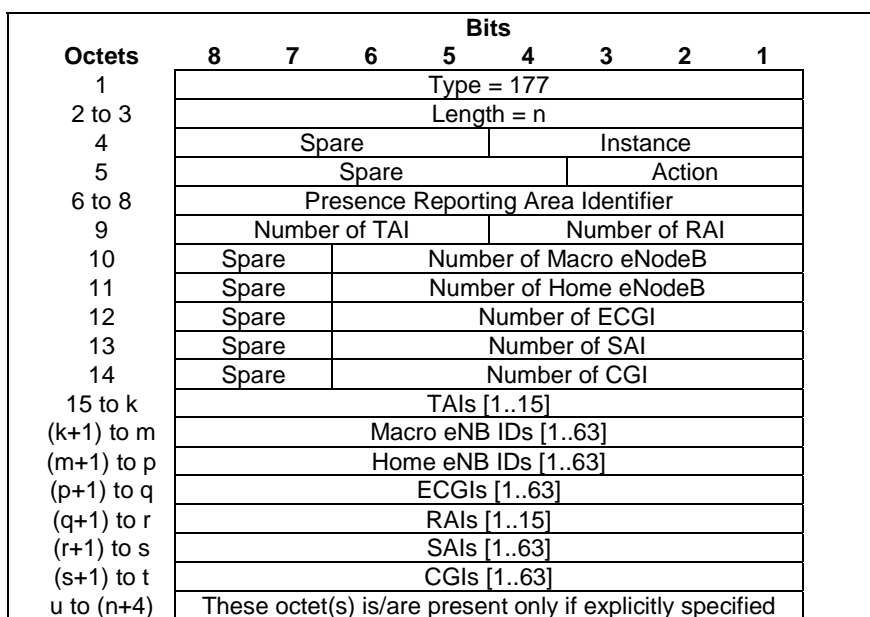 Bits
Octets 8 7 6 5 4 3 2 1
1 Type = 177
2 to 3 Length = n
4 Spare Instance
5 Spare Action
6 to 8 Presence Reporting Area Identifier
9 Number of TAI Number of RAI
10 Spare Number of Macro eNodeB
11 Spare Number of Home eNodeB
12 Spare Number of ECGI
13 Spare Number of SAI
14 Spare Number of CGI
15 to k TAIs [1..15]
(k+1) to m Macro eNB IDs [1..63]
(m+1) to p Home eNB IDs [1..63]
(p+1) to q ECGIs [1..63]
(q+1) to r RAIs [1..15]
(r+1) to s SAIs [1..63]
(s+1) to t CGIs [1..63]
u to (n+4) These octet(s) is/are present only if explicitly specified